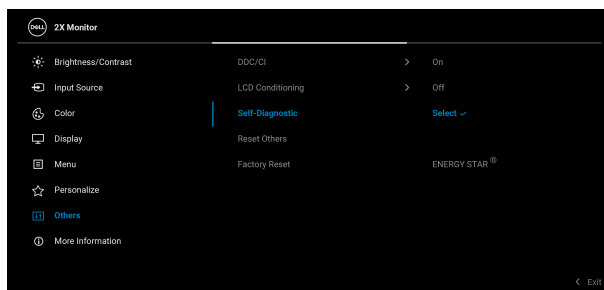 DELL 2X Monitor
Brightness/Contrast DDC/CI > On
Input Source LCD Conditioning > Off
Color Self-Diagnostic Select ✓
Display Reset Others
Menu Factory Reset ENERGY STAR ®
Personalize
Others
More Information
< Exit